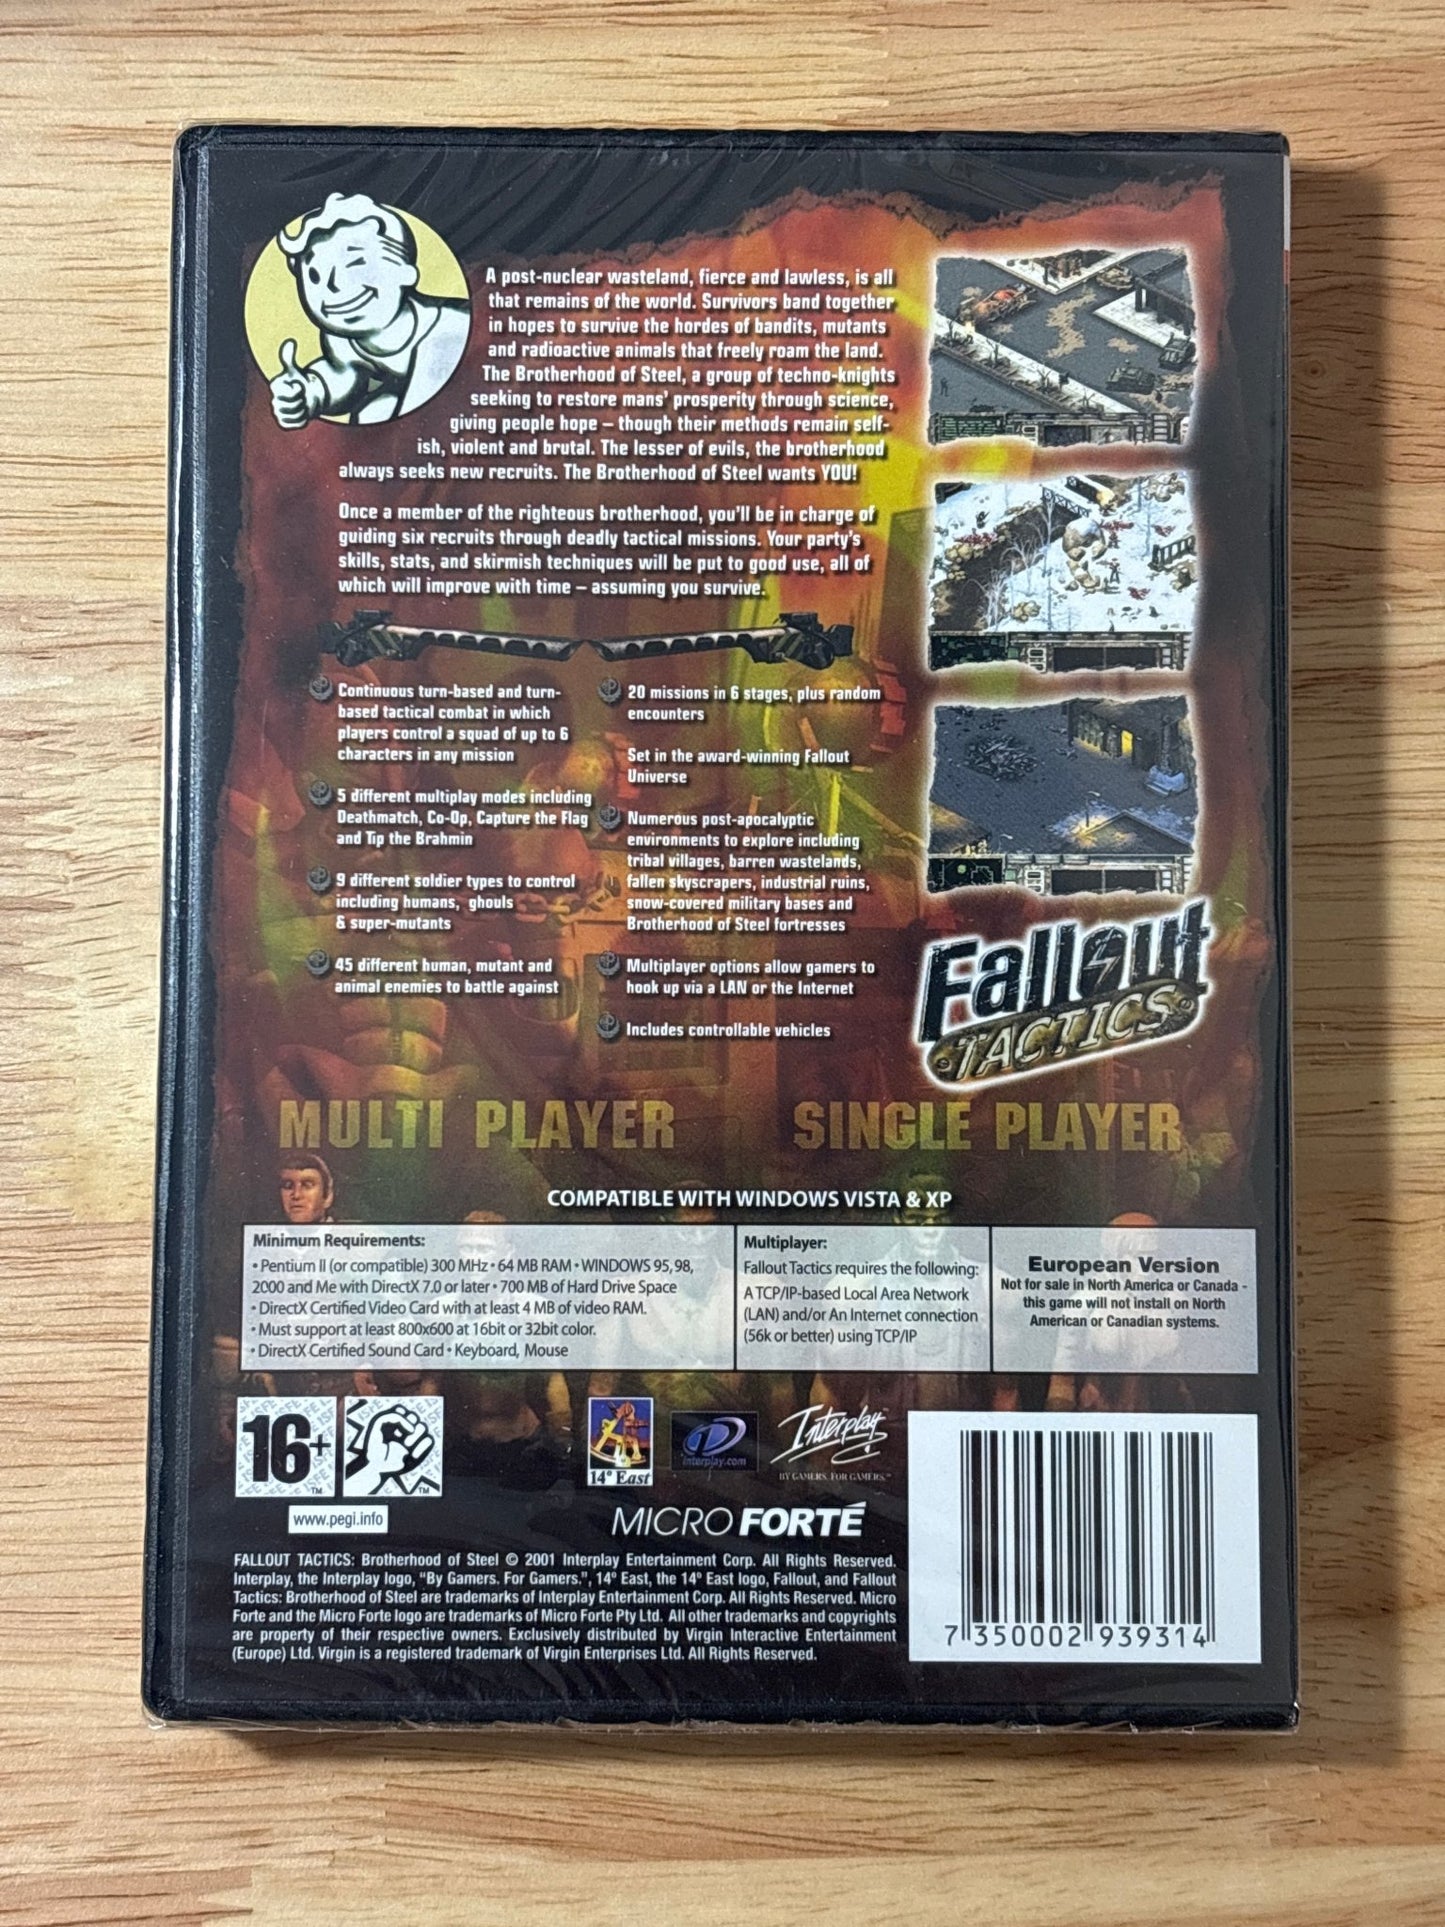 A post-nuclear wasteland, fierce and lawless, is all
that remains of the world. Survivors band together
in hopes to survive the hordes of bandits, mutants
and radioactive animals that freely roam the land.
The Brotherhood of Steel, a group of techno-knights
seeking to restore mans' prosperity through science,
giving people hope – though their methods remain self-
ish, violent and brutal. The lesser of evils, the brotherhood
always seeks new recruits. The Brotherhood of Steel wants YOU!
Once a member of the righteous brotherhood, you'll be in charge of
guiding six recruits through deadly tactical missions. Your party's
skills, stats, and skirmish techniques will be put to good use, all of
which will improve with time – assuming you survive.
Continuous turn-based and turn-
based tactical combat in which
players control a squad of up to 6
characters in any mission
5 different multiplay modes including
Deathmatch, Co-Op, Capture the Flag
and Tip the Brahmin
9 different soldier types to control
including humans, ghouls
& super-mutants
45 different human, mutant and
animal enemies to battle against
20 missions in 6 stages, plus random
encounters
Set in the award-winning Fallout
Universe
Numerous post-apocalyptic
environments to explore including
tribal villages, barren wastelands,
fallen skyscrapers, industrial ruins,
snow-covered military bases and
Brotherhood of Steel fortresses
Multiplayer options allow gamers to
hook up via a LAN or the Internet
Includes controllable vehicles
Fallout
TACTICS
MULTI PLAYER
SINGLE PLAYER
COMPATIBLE WITH WINDOWS VISTA & XP
Minimum Requirements:
• Pentium II (or compatible) 300 MHz • 64 MB RAM • WINDOWS 95, 98,
2000 and Me with DirectX 7.0 or later • 700 MB of Hard Drive Space
• DirectX Certified Video Card with at least 4 MB of video RAM.
• Must support at least 800x600 at 16bit or 32bit color.
• DirectX Certified Sound Card • Keyboard, Mouse
Multiplayer:
Fallout Tactics requires the following:
A TCP/IP-based Local Area Network
(LAN) and/or An Internet connection
(56k or better) using TCP/IP
European Version
Not for sale in North America or Canada -
this game will not install on North
American or Canadian systems.
16+
TM
TM
www.pegi.info
14° East
interplay.com
Interplay
BY GAMERS. FOR GAMERS.™
MICRO FORTÉ
FALLOUT TACTICS: Brotherhood of Steel © 2001 Interplay Entertainment Corp. All Rights Reserved.
Interplay, the Interplay logo, "By Gamers. For Gamers.", 14° East, the 14° East logo, Fallout, and Fallout
Tactics: Brotherhood of Steel are trademarks of Interplay Entertainment Corp. All Rights Reserved. Micro
Forte and the Micro Forte logo are trademarks of Micro Forte Pty Ltd. All other trademarks and copyrights
are property of their respective owners. Exclusively distributed by Virgin Interactive Entertainment
(Europe) Ltd. Virgin is a registered trademark of Virgin Enterprises Ltd. All Rights Reserved.
7 350002 939314